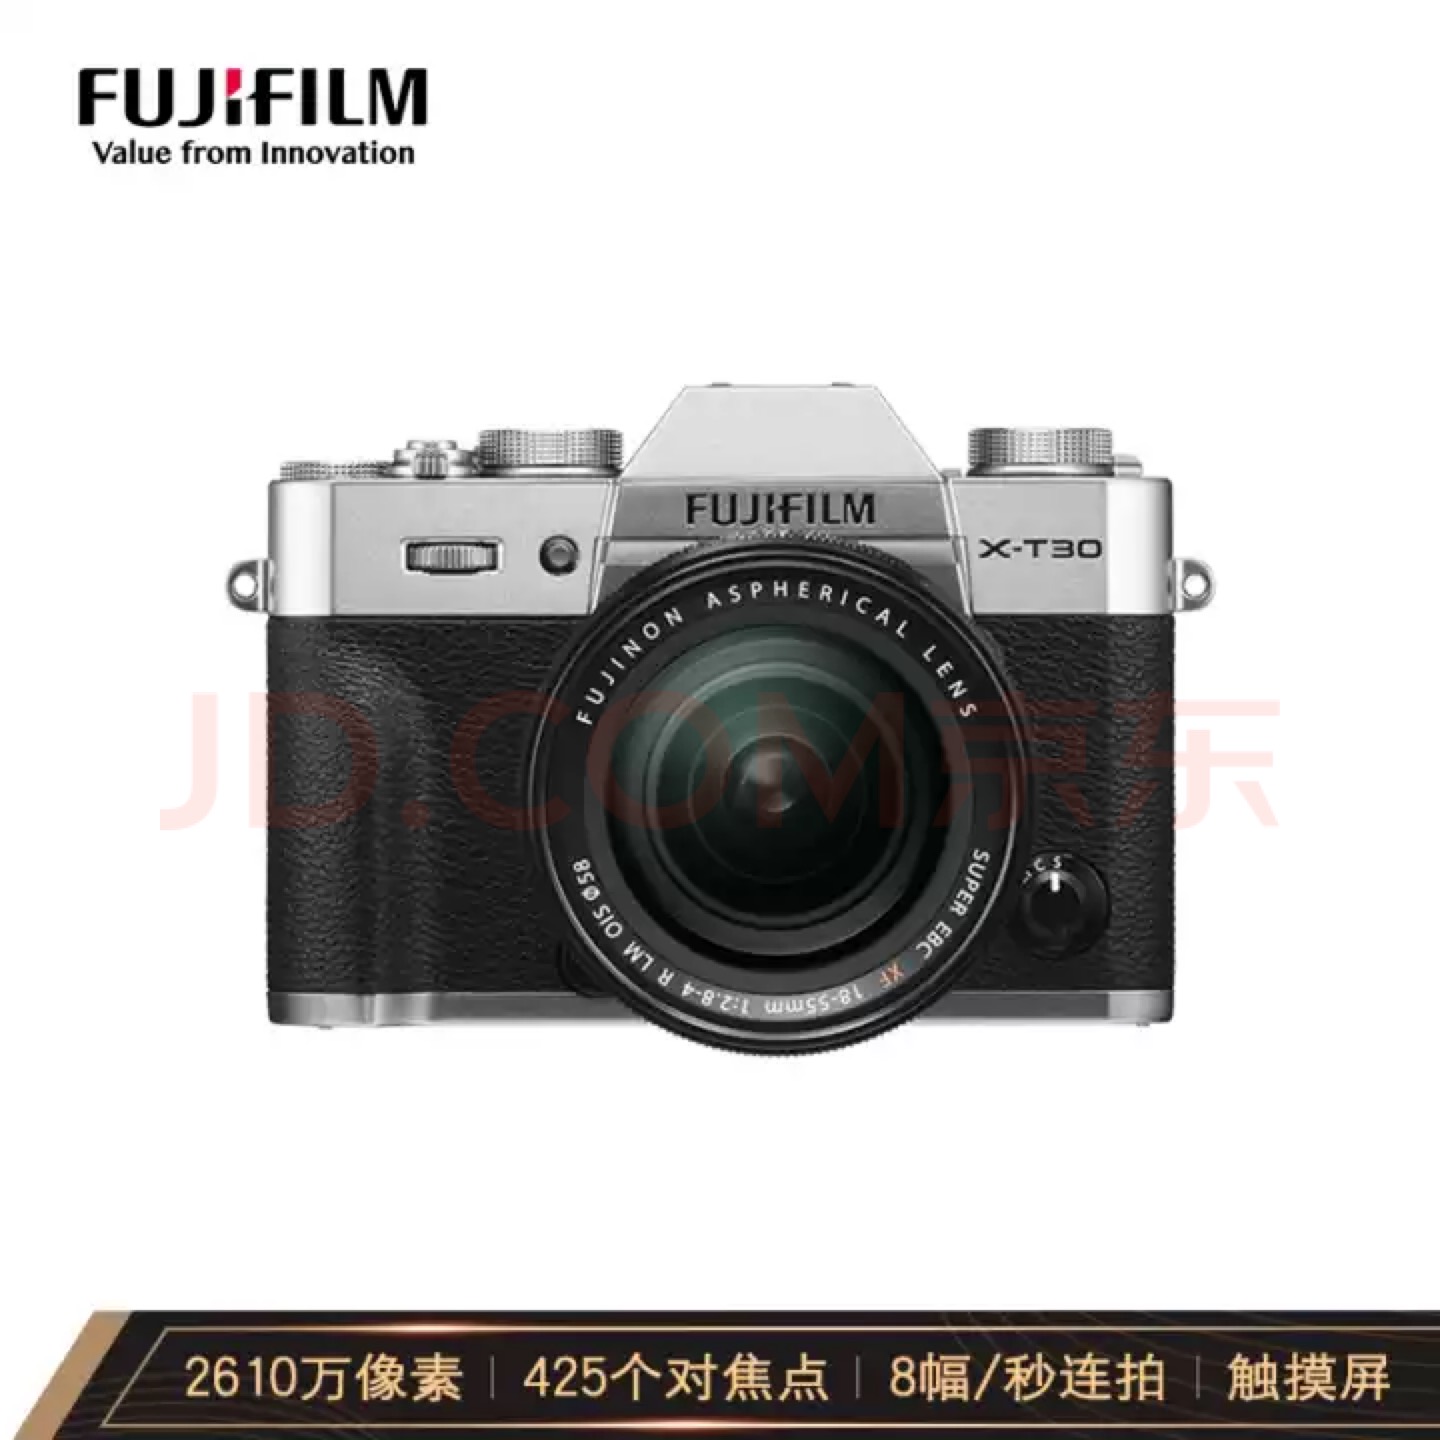 FUJIFILM
Value from Innovation
FUJIFILM
X-T30
FUJINON ASPHERICAL LENS
SUPER EBC XF 18-55mm 1:2.8-4 R LM OIS Ø58
C S
JD.COM京东
2610万像素 | 425个对焦点 | 8幅/秒连拍 | 触摸屏